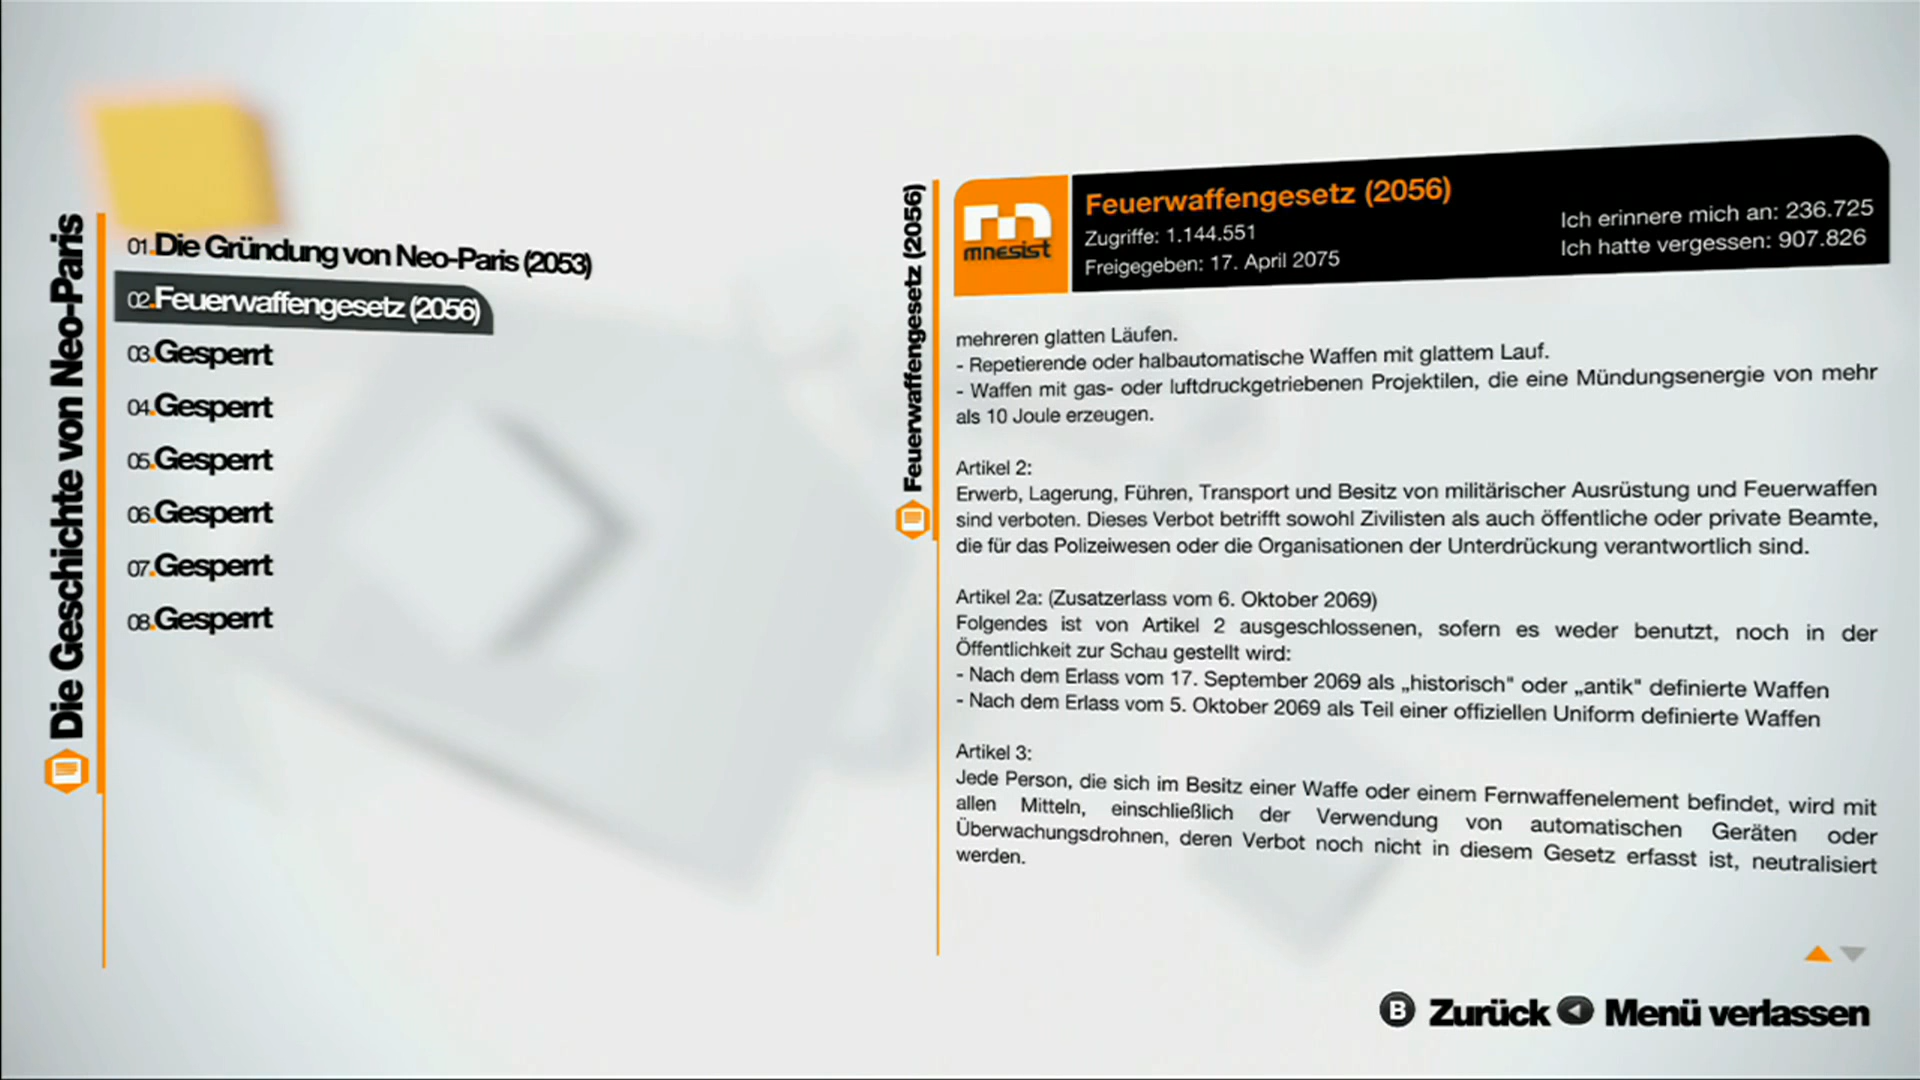 Die Geschichte von Neo-Paris
01.Die Gründung von Neo-Paris (2053)
02.Feuerwaffengesetz (2056)
03.Gesperrt
04.Gesperrt
05.Gesperrt
06.Gesperrt
07.Gesperrt
08.Gesperrt
Feuerwaffengesetz (2056)
mnesist
Feuerwaffengesetz (2056)
Zugriffe: 1.144.551
Freigegeben: 17. April 2075
Ich erinnere mich an: 236.725
Ich hatte vergessen: 907.826
mehreren glatten Läufen.
- Repetierende oder halbautomatische Waffen mit glattem Lauf.
- Waffen mit gas- oder luftdruckgetriebenen Projektilen, die eine Mündungsenergie von mehr
als 10 Joule erzeugen.
Artikel 2:
Erwerb, Lagerung, Führen, Transport und Besitz von militärischer Ausrüstung und Feuerwaffen
sind verboten. Dieses Verbot betrifft sowohl Zivilisten als auch öffentliche oder private Beamte,
die für das Polizeiwesen oder die Organisationen der Unterdrückung verantwortlich sind.
Artikel 2a: (Zusatzerlass vom 6. Oktober 2069)
Folgendes ist von Artikel 2 ausgeschlossenen, sofern es weder benutzt, noch in der
Öffentlichkeit zur Schau gestellt wird:
- Nach dem Erlass vom 17. September 2069 als „historisch" oder „antik" definierte Waffen
- Nach dem Erlass vom 5. Oktober 2069 als Teil einer offiziellen Uniform definierte Waffen
Artikel 3:
Jede Person, die sich im Besitz einer Waffe oder einem Fernwaffenelement befindet, wird mit
allen Mitteln, einschließlich der Verwendung von automatischen Geräten oder
Überwachungsdrohnen, deren Verbot noch nicht in diesem Gesetz erfasst ist, neutralisiert
werden.
B Zurück Menü verlassen